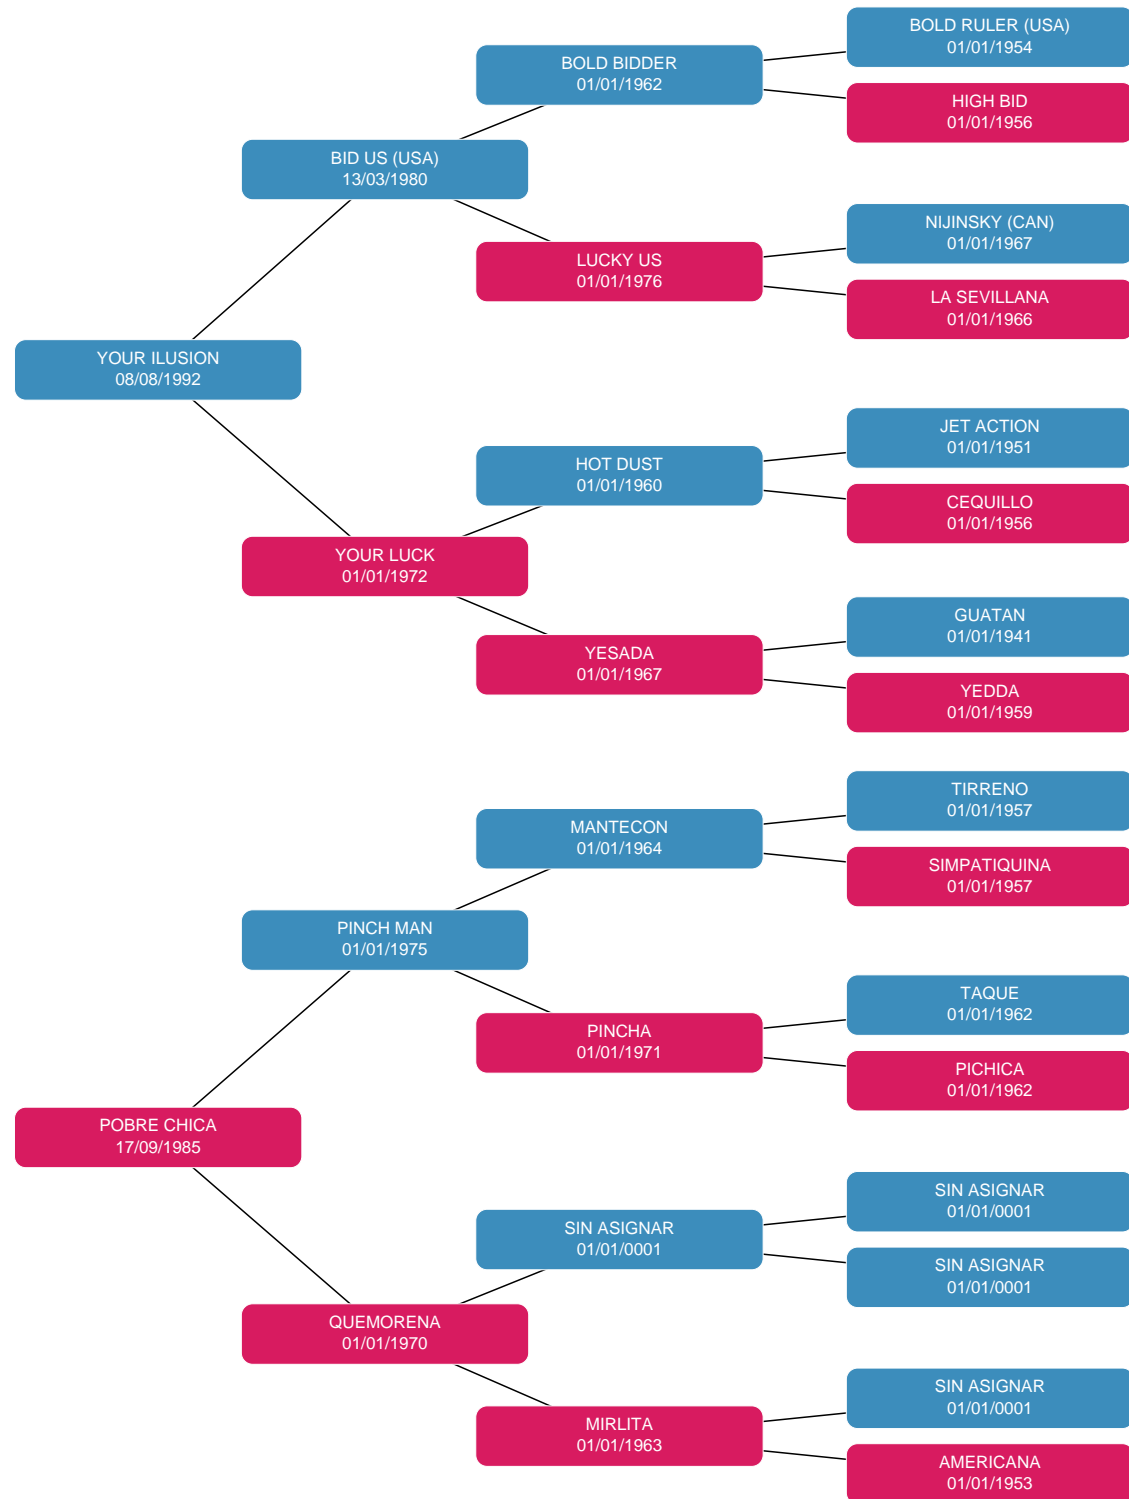 BOLD RULER (USA)
01/01/1954
BOLD BIDDER
01/01/1962
HIGH BID
01/01/1956
BID US (USA)
13/03/1980
NIJINSKY (CAN)
01/01/1967
LUCKY US
01/01/1976
LA SEVILLANA
01/01/1966
YOUR ILUSION
08/08/1992
JET ACTION
01/01/1951
HOT DUST
01/01/1960
CEQUILLO
01/01/1956
YOUR LUCK
01/01/1972
GUATAN
01/01/1941
YESADA
01/01/1967
YEDDA
01/01/1959
TIRRENO
01/01/1957
MANTECON
01/01/1964
SIMPATIQUINA
01/01/1957
PINCH MAN
01/01/1975
TAQUE
01/01/1962
PINCHA
01/01/1971
PICHICA
01/01/1962
POBRE CHICA
17/09/1985
SIN ASIGNAR
01/01/0001
SIN ASIGNAR
01/01/0001
SIN ASIGNAR
01/01/0001
QUEMORENA
01/01/1970
SIN ASIGNAR
01/01/0001
MIRLITA
01/01/1963
AMERICANA
01/01/1953